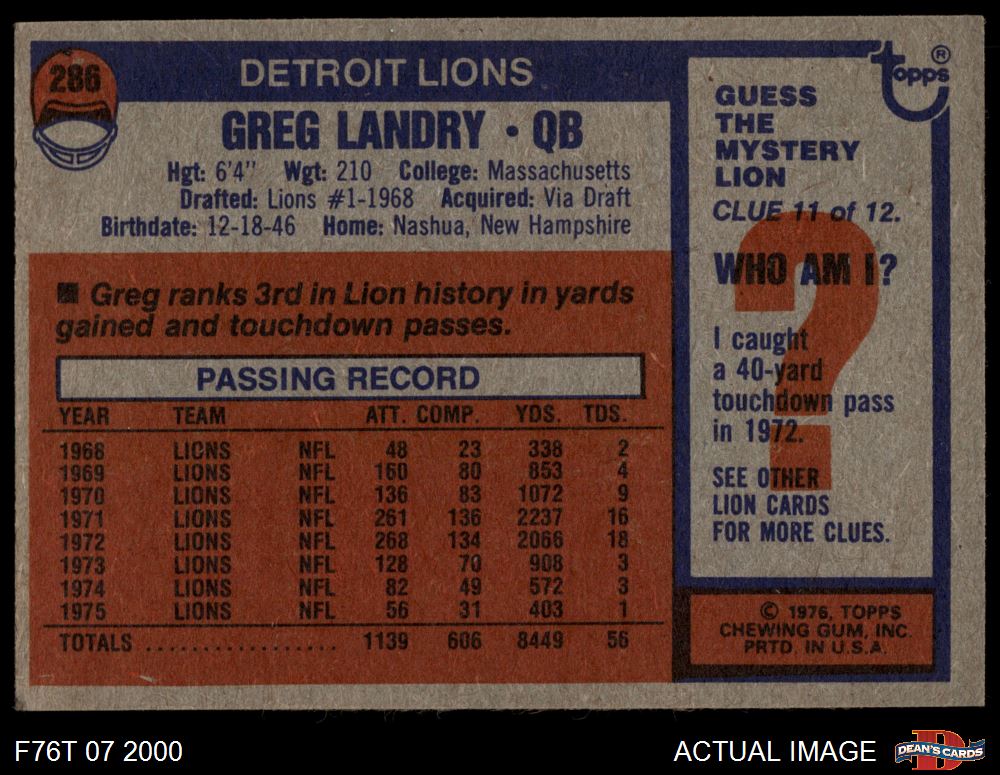 286
DETROIT LIONS
GREG LANDRY · QB
Hgt: 6'4" Wgt: 210 College: Massachusetts
Drafted: Lions #1-1968 Acquired: Via Draft
Birthdate: 12-18-46 Home: Nashua, New Hampshire
■ Greg ranks 3rd in Lion history in yards
gained and touchdown passes.
PASSING RECORD
YEAR TEAM ATT. COMP. YDS. TDS.
1968 LIONS NFL 48 23 338 2
1969 LIONS NFL 160 80 853 4
1970 LIONS NFL 136 83 1072 9
1971 LIONS NFL 261 136 2237 16
1972 LIONS NFL 268 134 2066 18
1973 LIONS NFL 128 70 908 3
1974 LIONS NFL 82 49 572 3
1975 LIONS NFL 56 31 403 1
TOTALS .................. 1139 606 8449 56
topps ®
GUESS
THE
MYSTERY
LION
CLUE 11 of 12.
WHO AM I?
?
I caught
a 40-yard
touchdown pass
in 1972.
SEE OTHER
LION CARDS
FOR MORE CLUES.
© 1976, TOPPS
CHEWING GUM, INC.
PRTD. IN U.S.A.
F76T 07 2000
ACTUAL IMAGE
D
DEAN'S CARDS